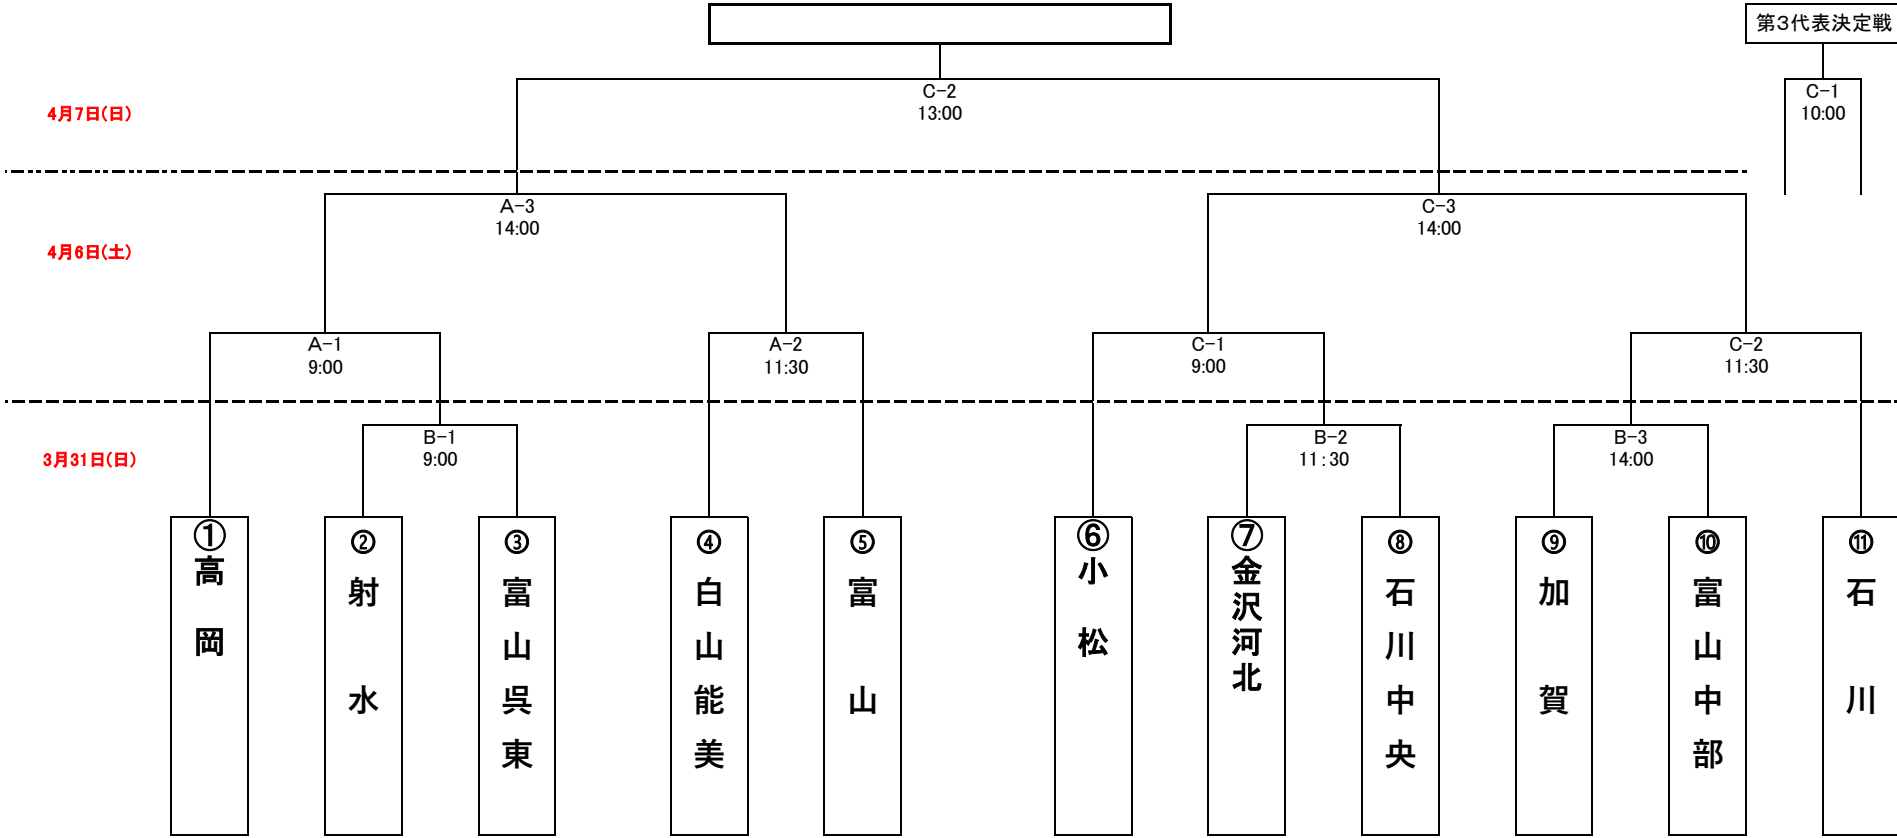 第3代表決定戦
C-2
13:00
C-1
10:00
4月7日(日)
A-3
14:00
C-3
14:00
4月6日(土)
A-1
9:00
A-2
11:30
C-1
9:00
C-2
11:30
3月31日(日)
B-1
9:00
B-2
11:30
B-3
14:00
①高岡
②射水
③富山呉東
④白山能美
⑤富山
⑥小松
⑦金沢河北
⑧石川中央
⑨加賀
⑩富山中部
⑪石川